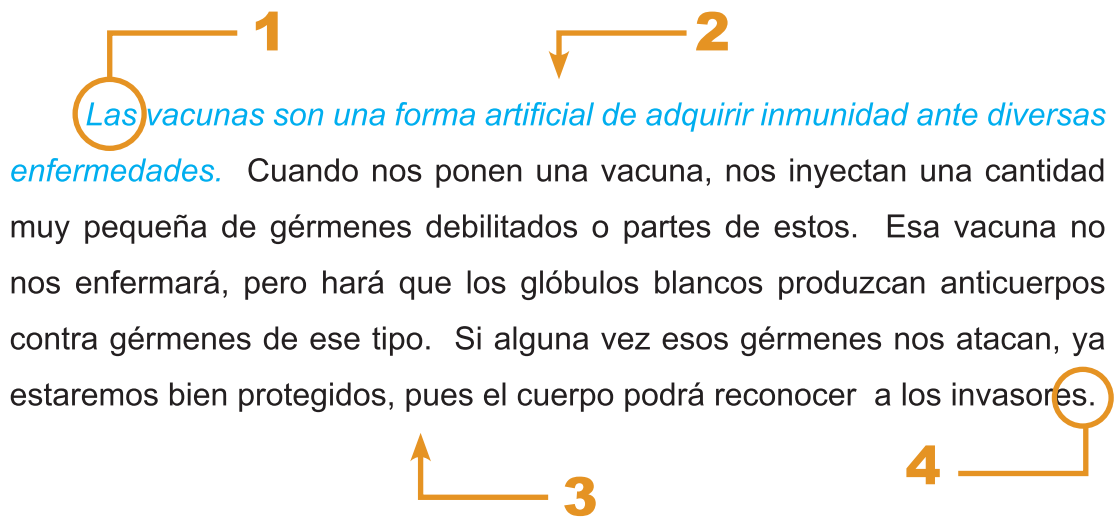 1 2
Las vacunas son una forma artificial de adquirir inmunidad ante diversas
enfermedades. Cuando nos ponen una vacuna, nos inyectan una cantidad
muy pequeña de gérmenes debilitados o partes de estos. Esa vacuna no
nos enfermará, pero hará que los glóbulos blancos produzcan anticuerpos
contra gérmenes de ese tipo. Si alguna vez esos gérmenes nos atacan, ya
estaremos bien protegidos, pues el cuerpo podrá reconocer a los invasores.
4
3